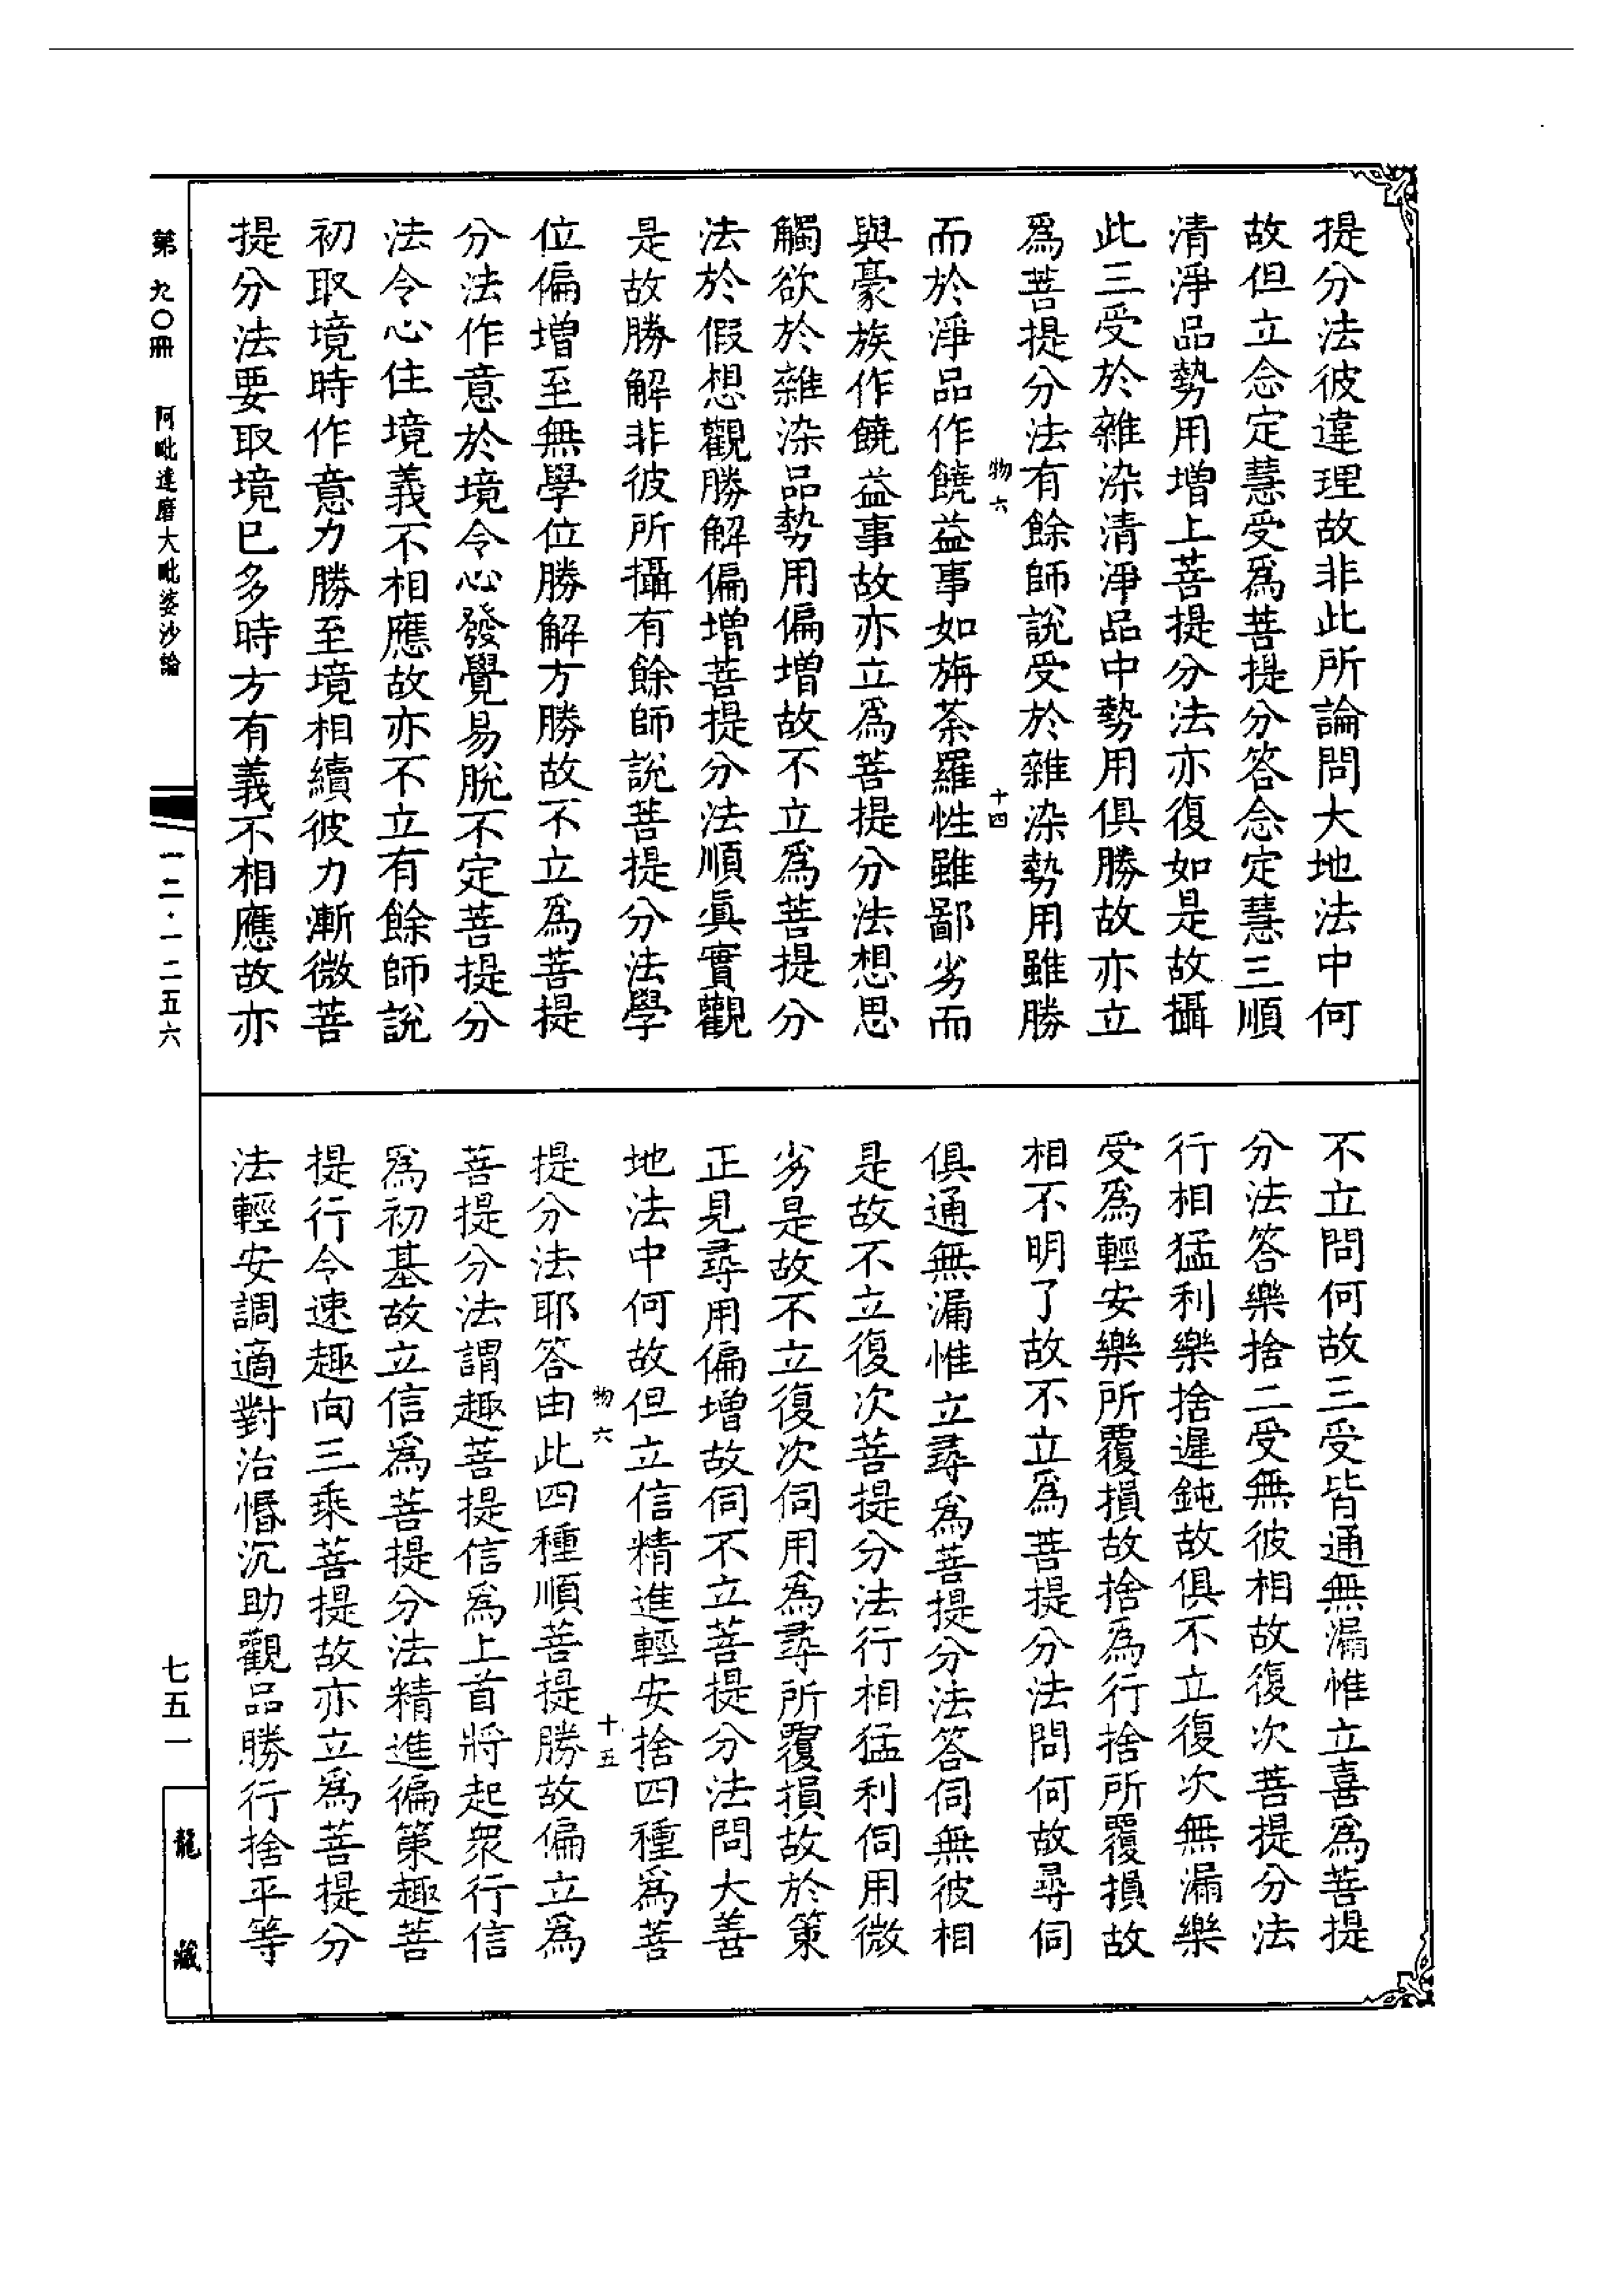 提分法彼違理故非此所論問大地法中何
故但立念定慧受爲菩提分答念定慧三順
清淨品勢用增上菩提分法亦復如是故攝
此三受於雜染清淨品中勢用俱勝故亦立
爲菩提分法有餘師說受於雜染勢用雖勝
物六 十四
而於淨品作饒益事如旃荼羅性雖鄙劣而
與豪族作饒益事故亦立爲菩提分法想思
觸欲於雜染品勢用偏增故不立爲菩提分
法於假想觀勝解偏增菩提分法順眞實觀
是故勝解非彼所攝有餘師說菩提分法學
位偏增至無學位勝解方勝故不立爲菩提
分法作意於境令心發覺易脫不定菩提分
法令心住境義不相應故亦不立有餘師說
初取境時作意力勝至境相續彼力漸微菩
提分法要取境已多時方有義不相應故亦
不立問何故三受皆通無漏惟立喜爲菩提
分法答樂捨二受無彼相故復次菩提分法
行相猛利樂捨遲鈍故俱不立復次無漏樂
受爲輕安樂所覆損故捨爲行捨所覆損故
相不明了故不立爲菩提分法問何故尋伺
俱通無漏惟立尋爲菩提分法答伺無彼相
是故不立復次菩提分法行相猛利伺用微
劣是故不立復次伺用爲尋所覆損故於策
正見尋用偏增故伺不立菩提分法問大善
地法中何故但立信精進輕安捨四種爲菩
物六 十五
提分法耶答由此四種順菩提勝故偏立爲
菩提分法謂趣菩提信爲上首將起衆行信
爲初基故立信爲菩提分法精進徧策趣菩
提行令速趣向三乘菩提故亦立爲菩提分
法輕安調適對治惛沉助觀品勝行捨平等
第九〇冊 阿毗達磨大毗婆沙論
一二·一二五六
七五一
龍藏